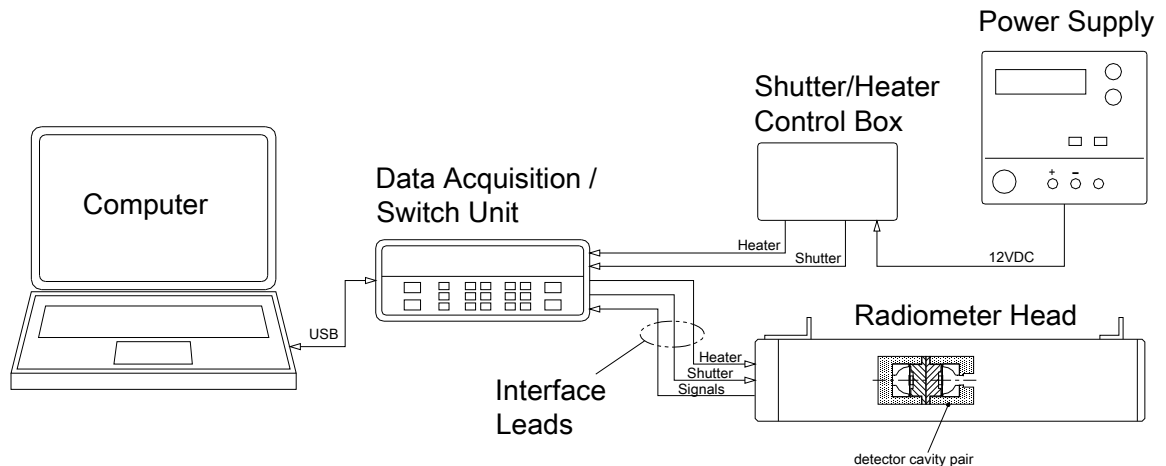 Power Supply
Shutter/Heater
Control Box
+ −
Data Acquisition /
Switch Unit
Computer
Heater
Shutter
12VDC
USB
Radiometer Head
Heater
Shutter
Signals
Interface
Leads
detector cavity pair